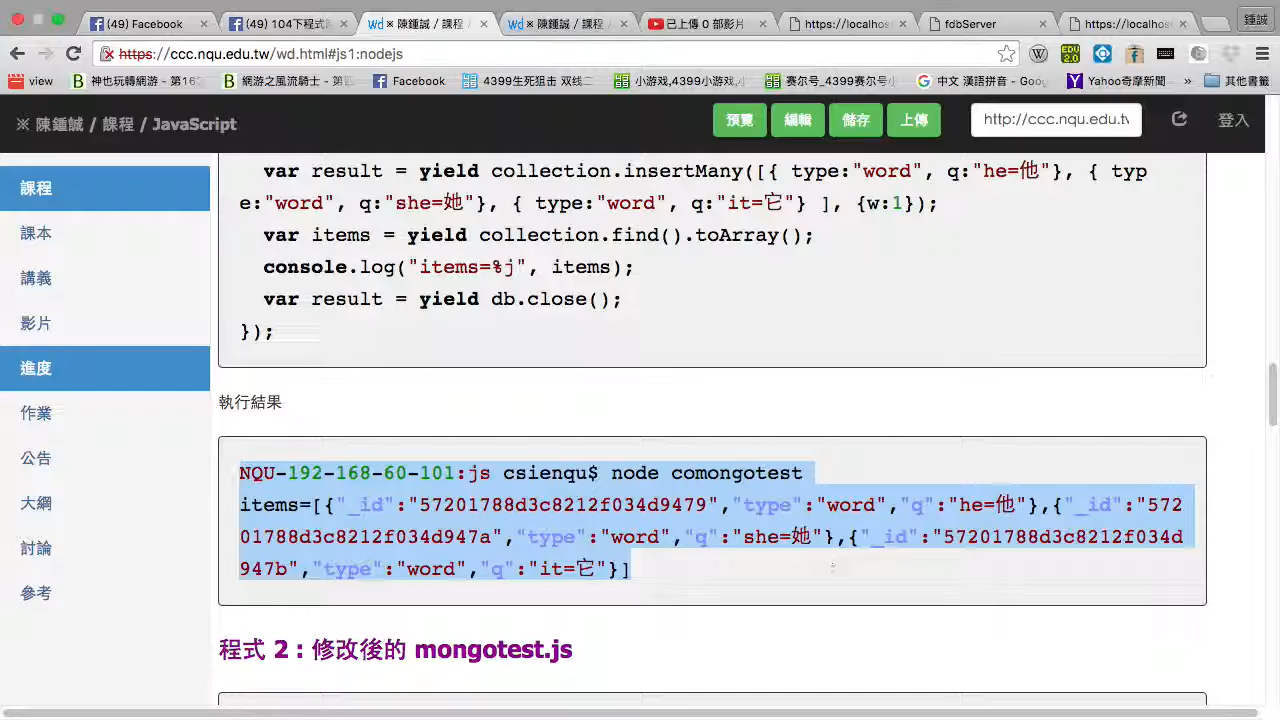 (49) Facebook
(49) 104下程式設
※ 陳鍾誠 / 課程 /
※ 陳鍾誠 / 課程 /
已上傳 0 部影片
https://localhos
fdbServer
https://localhos
鍾誠
https://ccc.nqu.edu.tw/wd.html#js1:nodejs
view
神也玩轉網游 - 第16
網游之風流騎士 - 第四
Facebook
4399生死狙击 双线二
小游戏,4399小游戏,小
赛尔号_4399赛尔号小
中文 漢語拼音 - Goog
Yahoo奇摩新聞
»
其他書籤
※ 陳鍾誠 / 課程 / JavaScript
預覽
編輯
儲存
上傳
http://ccc.nqu.edu.tv
登入
課程
課本
講義
影片
進度
作業
公告
大綱
討論
參考
var result = yield collection.insertMany([{ type:"word", q:"he=他"}, { typ
e:"word", q:"she=她"}, { type:"word", q:"it=它"} ], {w:1});
var items = yield collection.find().toArray();
console.log("items=%j", items);
var result = yield db.close();
});
執行結果
NQU-192-168-60-101:js csienqu$ node comongotest
items=[{"_id":"57201788d3c8212f034d9479","type":"word","q":"he=他"},{"_id":"572
01788d3c8212f034d947a","type":"word","q":"she=她"},{"_id":"57201788d3c8212f034d
947b","type":"word","q":"it=它"}]
程式 2：修改後的 mongotest.js